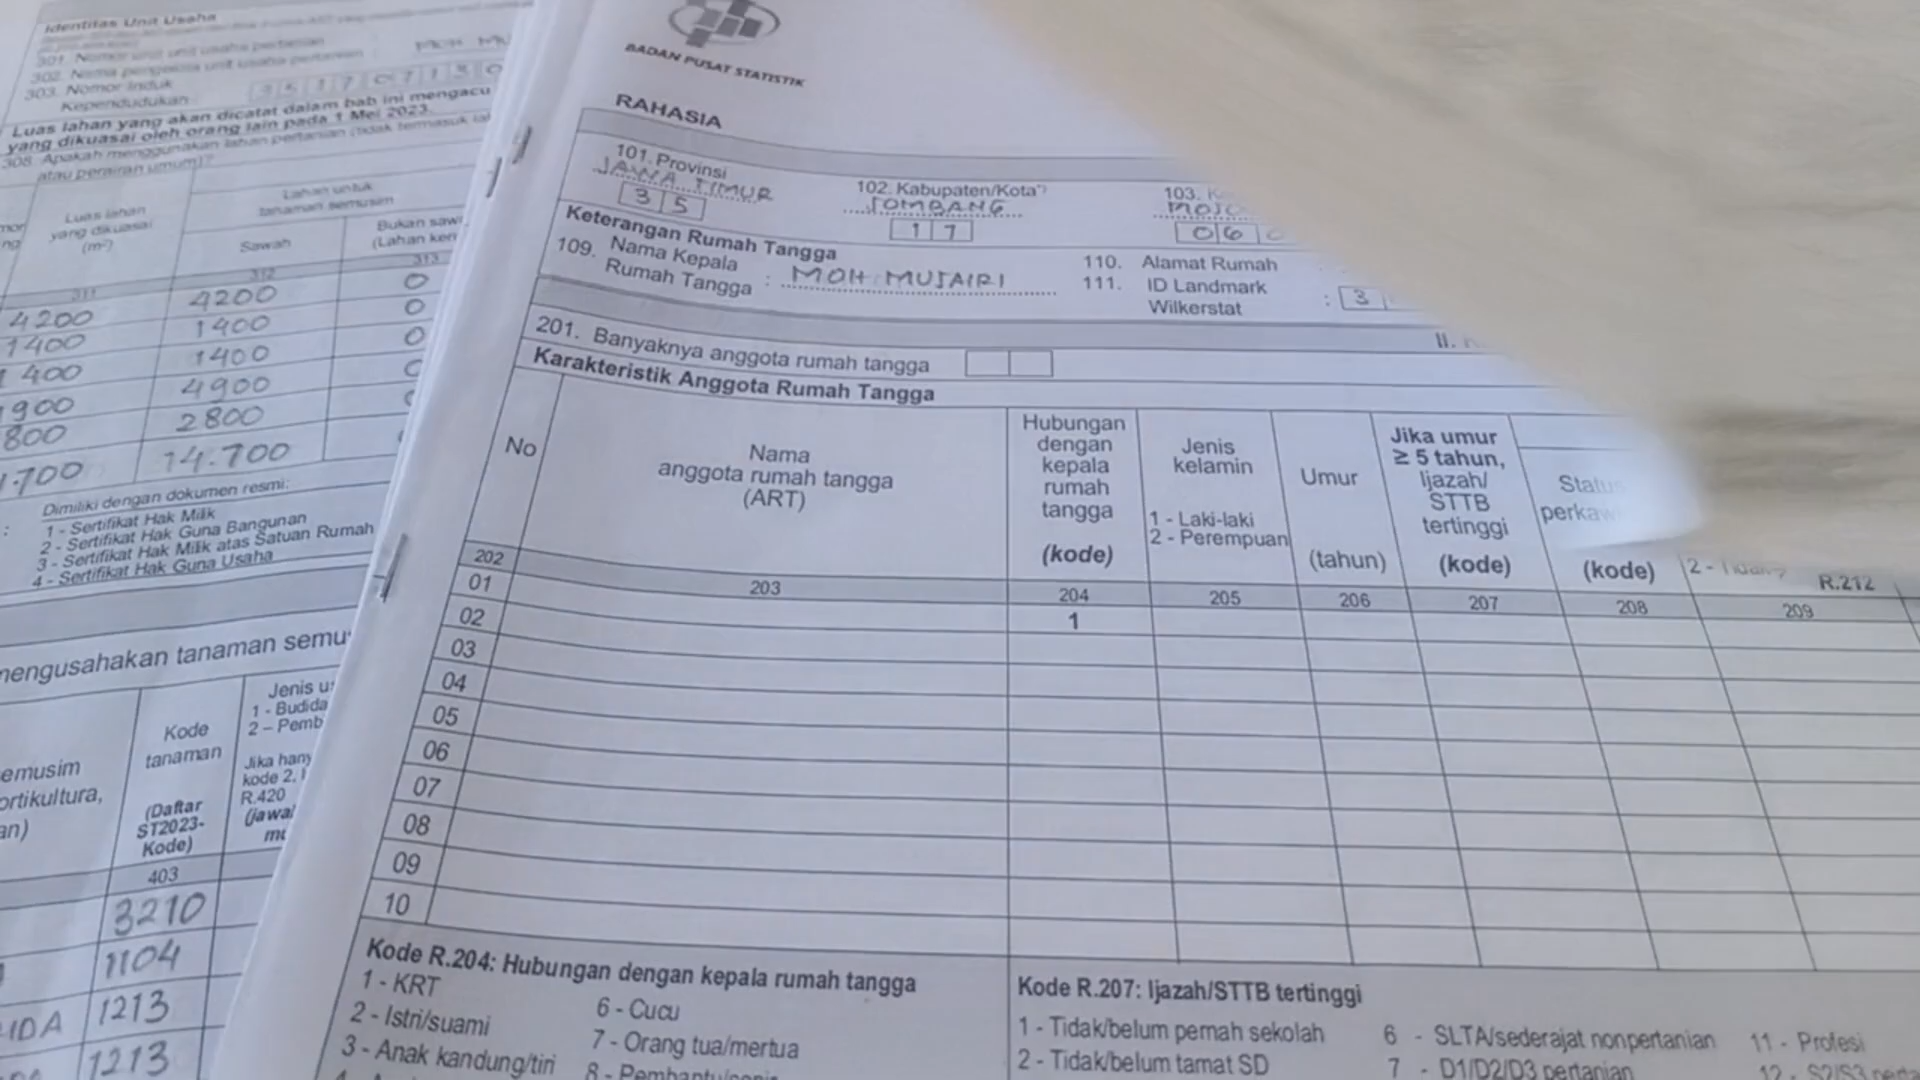 Identitas Unit Usaha
301. Nomor urut unit usaha pertanian
302. Nama pengelola unit usaha pertanian : MOH MU
303. Nomor Induk
Kependudukan
Luas lahan yang akan dicatat dalam bab ini mengacu
yang dikuasai oleh orang lain pada 1 Mei 2023.
308. Apakah menggunakan lahan pertanian (tidak termasuk
atau perairan umum)?
Luas lahan
yang dikuasai
(m²)
Lahan untuk
tanaman semusim
Sawah
Bukan saw
(Lahan ker
311
312
313
4200 4200 0
1400 1400 0
1400 1400 0
900 4900
800 2800
.700 14.700
Dimiliki dengan dokumen resmi:
1 - Sertifikat Hak Milik
2 - Sertifikat Hak Guna Bangunan
3 - Sertifikat Hak Milik atas Satuan Rumah
4 - Sertifikat Hak Guna Usaha
mengusahakan tanaman semu
emusim
ortikultura,
an)
Kode
tanaman
(Daftar
ST2023-
Kode)
Jenis u
1 - Budida
2 - Pemb
Jika hany
kode 2, l
R.420
(jawa
403
3210
1104
IDA 1213
1213
BADAN PUSAT STATISTIK
RAHASIA
101. Provinsi
JAWA TIMUR
3 5
102. Kabupaten/Kota*)
JOMBANG
1 7
103. K
MOJO
0 6 0
Keterangan Rumah Tangga
109. Nama Kepala
Rumah Tangga : MOH MUJAIRI
110. Alamat Rumah
111. ID Landmark
Wilkerstat : 3
II.
201. Banyaknya anggota rumah tangga
Karakteristik Anggota Rumah Tangga
No
Nama
anggota rumah tangga
(ART)
Hubungan
dengan
kepala
rumah
tangga
(kode)
Jenis
kelamin
1 - Laki-laki
2 - Perempuan
Umur
(tahun)
Jika umur
≥ 5 tahun,
Ijazah/
STTB
tertinggi
(kode)
Status
perkaw
(kode)
R.212
202 203 204 205 206 207 208 209
01 1
02
03
04
05
06
07
08
09
10
Kode R.204: Hubungan dengan kepala rumah tangga
1 - KRT
2 - Istri/suami
3 - Anak kandung/tiri
6 - Cucu
7 - Orang tua/mertua
Kode R.207: Ijazah/STTB tertinggi
1 - Tidak/belum pernah sekolah
2 - Tidak/belum tamat SD
6 - SLTA/sederajat nonpertanian
7 - D1/D2/D3 pertanian
11 - Profesi